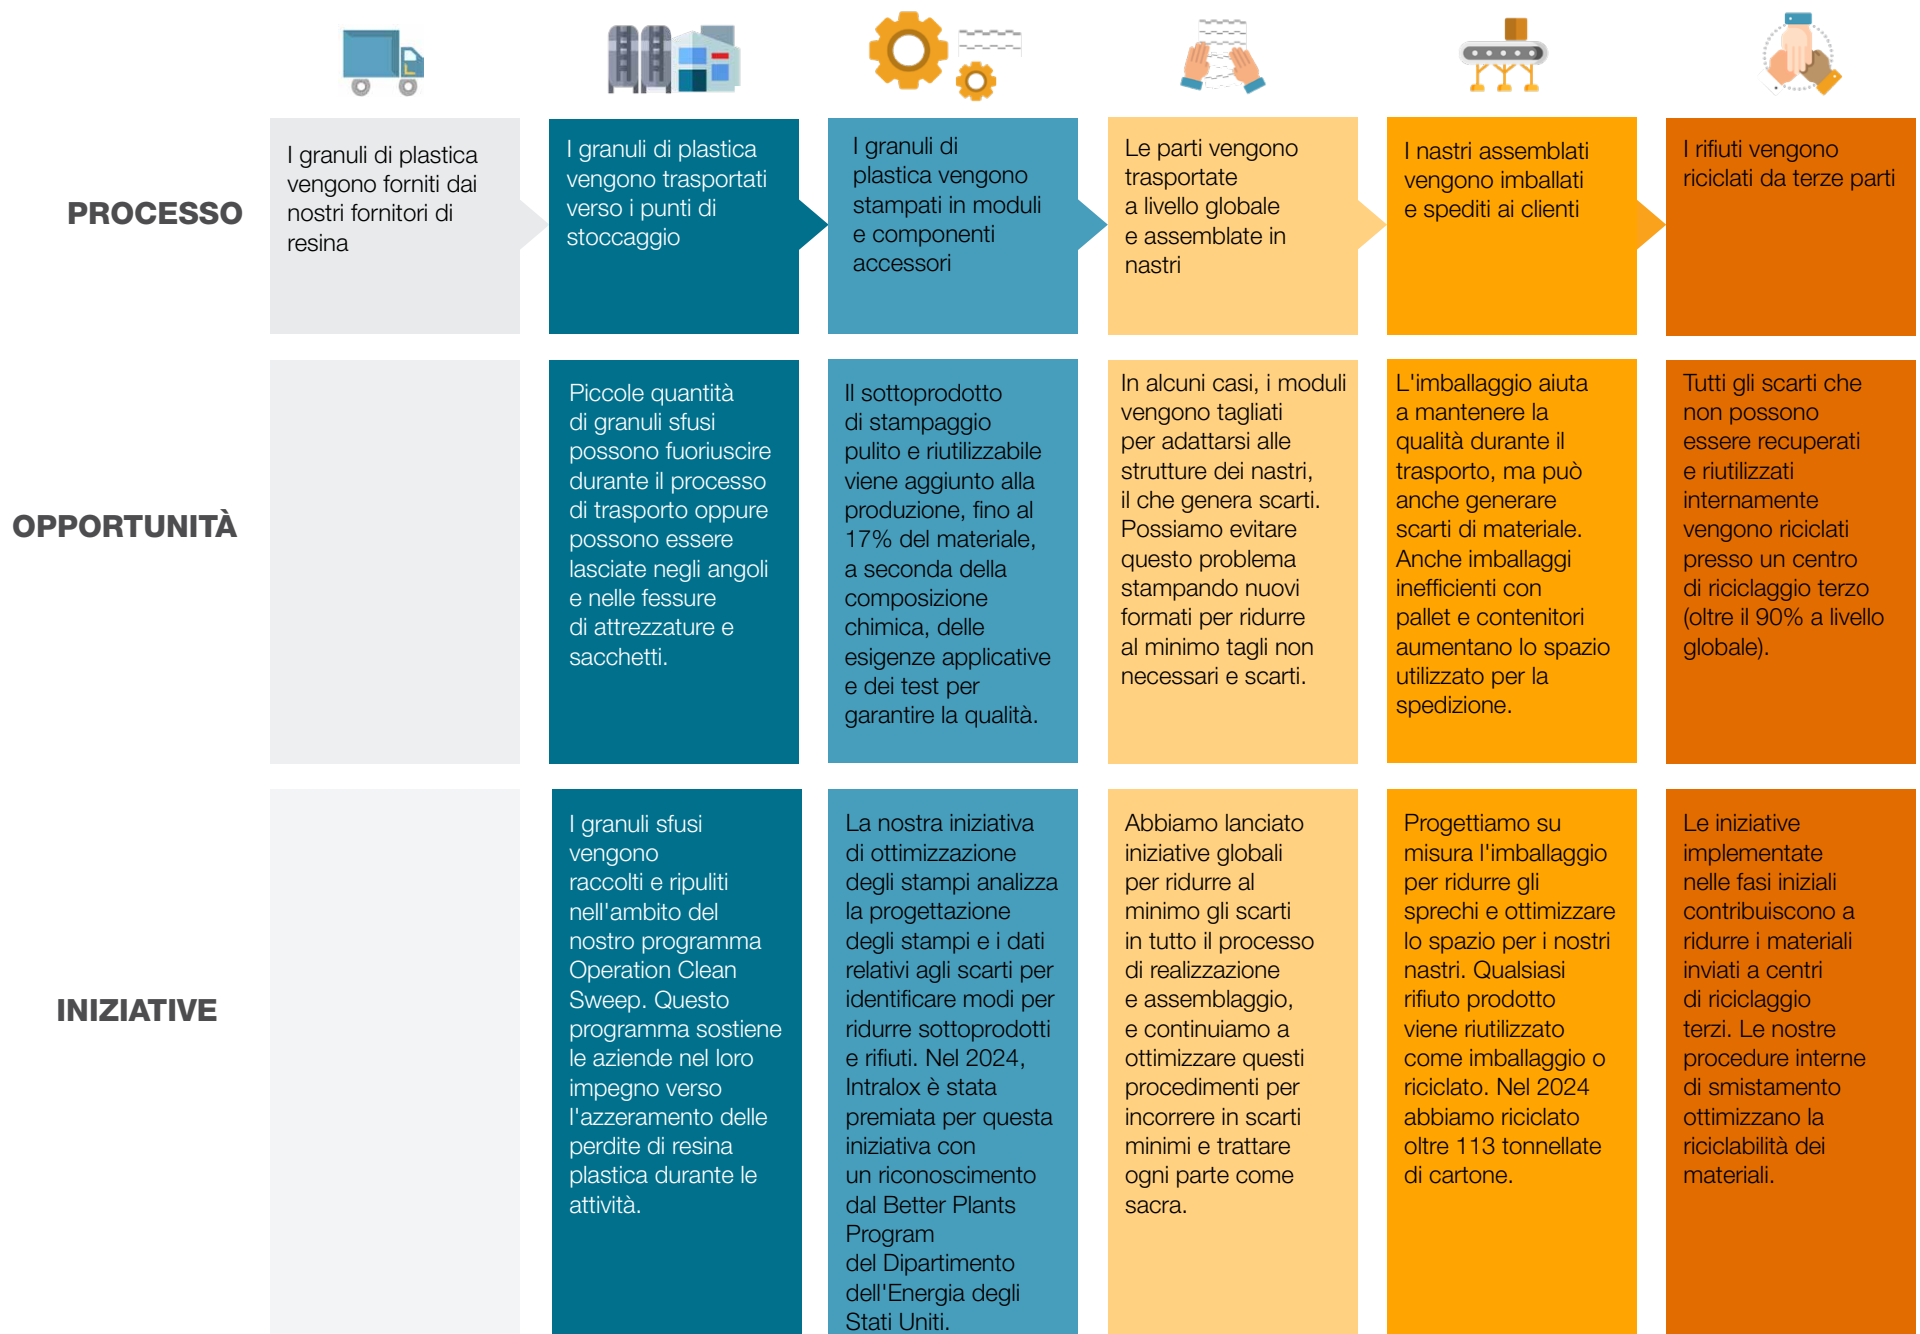 PROCESSO
I granuli di plastica
vengono forniti dai
nostri fornitori di
resina
I granuli di plastica
vengono trasportati
verso i punti di
stoccaggio
I granuli di
plastica vengono
stampati in moduli
e componenti
accessori
Le parti vengono
trasportate
a livello globale
e assemblate in
nastri
I nastri assemblati
vengono imballati
e spediti ai clienti
I rifiuti vengono
riciclati da terze parti
OPPORTUNITÀ
Piccole quantità
di granuli sfusi
possono fuoriuscire
durante il processo
di trasporto oppure
possono essere
lasciate negli angoli
e nelle fessure
di attrezzature e
sacchetti.
Il sottoprodotto
di stampaggio
pulito e riutilizzabile
viene aggiunto alla
produzione, fino al
17% del materiale,
a seconda della
composizione
chimica, delle
esigenze applicative
e dei test per
garantire la qualità.
In alcuni casi, i moduli
vengono tagliati
per adattarsi alle
strutture dei nastri,
il che genera scarti.
Possiamo evitare
questo problema
stampando nuovi
formati per ridurre
al minimo tagli non
necessari e scarti.
L'imballaggio aiuta
a mantenere la
qualità durante il
trasporto, ma può
anche generare
scarti di materiale.
Anche imballaggi
inefficienti con
pallet e contenitori
aumentano lo spazio
utilizzato per la
spedizione.
Tutti gli scarti che
non possono
essere recuperati
e riutilizzati
internamente
vengono riciclati
presso un centro
di riciclaggio terzo
(oltre il 90% a livello
globale).
INIZIATIVE
I granuli sfusi
vengono
raccolti e ripuliti
nell'ambito del
nostro programma
Operation Clean
Sweep. Questo
programma sostiene
le aziende nel loro
impegno verso
l'azzeramento delle
perdite di resina
plastica durante le
attività.
La nostra iniziativa
di ottimizzazione
degli stampi analizza
la progettazione
degli stampi e i dati
relativi agli scarti per
identificare modi per
ridurre sottoprodotti
e rifiuti. Nel 2024,
Intralox è stata
premiata per questa
iniziativa con
un riconoscimento
dal Better Plants
Program
del Dipartimento
dell'Energia degli
Stati Uniti.
Abbiamo lanciato
iniziative globali
per ridurre al
minimo gli scarti
in tutto il processo
di realizzazione
e assemblaggio,
e continuiamo a
ottimizzare questi
procedimenti per
incorrere in scarti
minimi e trattare
ogni parte come
sacra.
Progettiamo su
misura l'imballaggio
per ridurre gli
sprechi e ottimizzare
lo spazio per i nostri
nastri. Qualsiasi
rifiuto prodotto
viene riutilizzato
come imballaggio o
riciclato. Nel 2024
abbiamo riciclato
oltre 113 tonnellate
di cartone.
Le iniziative
implementate
nelle fasi iniziali
contribuiscono a
ridurre i materiali
inviati a centri
di riciclaggio
terzi. Le nostre
procedure interne
di smistamento
ottimizzano la
riciclabilità dei
materiali.